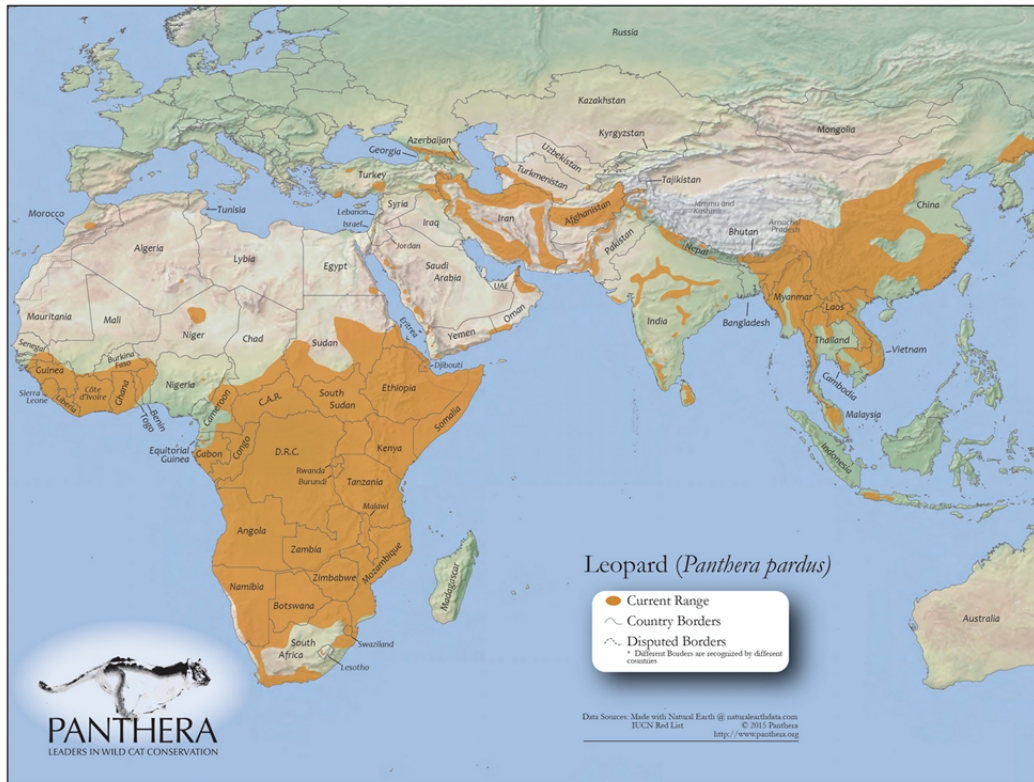 Russia
Kazakhstan
Mongolia
Kyrgyzstan
Uzbekistan
Azerbaijan
Georgia
Turkmenistan
Tajikistan
Turkey
Jammu and
Kashmir
China
Afghanistan
Arnuchal
Pradesh
Morocco
Tunisia
Lebanon
Israel
Syria
Iraq
Iran
Bhutan
Nepal
Pakistan
Jordan
Algeria
Lybia
Egypt
Saudi
Arabia
UAE
Oman
Yemen
India
Bangladesh
Myanmar
Laos
Thailand
Vietnam
Cambodia
Mauritania
Mali
Niger
Chad
Sudan
Eritrea
Djibouti
Senegal
Guinea
Burkina
Faso
Sierra
Leone
Liberia
Côte
d'Ivoire
Ghana
Togo
Benin
Nigeria
Cameroon
C.A.R.
South
Sudan
Ethiopia
Somalia
Malaysia
Indonesia
Equitorial
Guinea
Gabon
Congo
D.R.C.
Kenya
Rwanda
Burundi
Tanzania
Malawi
Angola
Zambia
Mozambique
Madagascar
Zimbabwe
Namibia
Botswana
South
Africa
Swaziland
Lesotho
Australia
Leopard (Panthera pardus)
Current Range
Country Borders
Disputed Borders
* Different Borders are recognized by different
countries
PANTHERA
LEADERS IN WILD CAT CONSERVATION
Data Sources: Made with Natural Earth @ naturalearthdata.com
IUCN Red List © 2015 Panthera
http://www.panthera.org